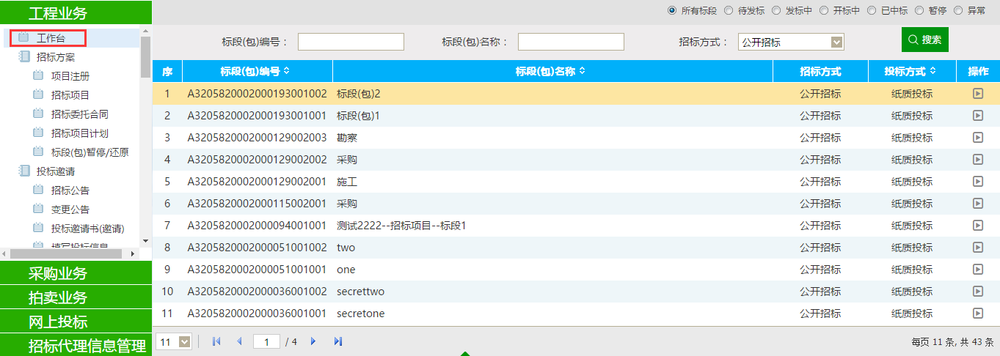 工程业务
工作台
招标方案
项目注册
招标项目
招标委托合同
招标项目计划
标段(包)暂停/还原
投标邀请
招标公告
变更公告
投标邀请书(邀请)
填写投标信息
采购业务
拍卖业务
网上投标
招标代理信息管理
所有标段 待发标 发标中 开标中 已中标 暂停 异常
标段(包)编号： 标段(包)名称： 招标方式： 公开招标 搜索
序 标段(包)编号 标段(包)名称 招标方式 投标方式 操作
1 A3205820002000193001002 标段(包)2 公开招标 纸质投标
2 A3205820002000193001001 标段(包)1 公开招标 纸质投标
3 A3205820002000129002003 勘察 公开招标 纸质投标
4 A3205820002000129002002 采购 公开招标 纸质投标
5 A3205820002000129002001 施工 公开招标 纸质投标
6 A3205820002000115002001 采购 公开招标 纸质投标
7 A3205820002000094001001 测试2222--招标项目--标段1 公开招标 纸质投标
8 A3205820002000051001002 two 公开招标 纸质投标
9 A3205820002000051001001 one 公开招标 纸质投标
10 A3205820002000036001002 secrettwo 公开招标 纸质投标
11 A3205820002000036001001 secretone 公开招标 纸质投标
11 1 / 4 每页 11 条, 共 43 条